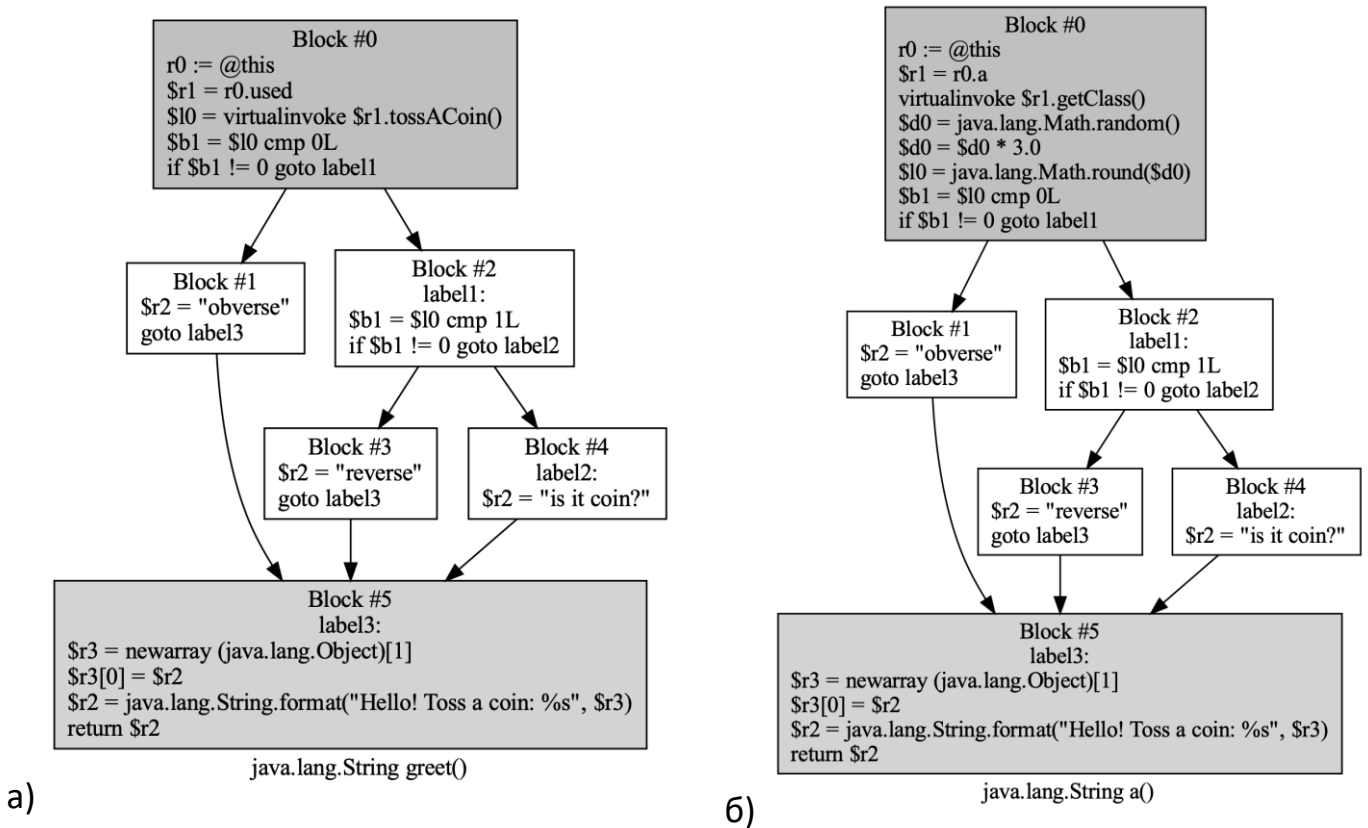 Block #0
r0 := @this
$r1 = r0.used
$l0 = virtualinvoke $r1.tossACoin()
$b1 = $l0 cmp 0L
if $b1 != 0 goto label1
Block #1
$r2 = "obverse"
goto label3
Block #2
label1:
$b1 = $l0 cmp 1L
if $b1 != 0 goto label2
Block #3
$r2 = "reverse"
goto label3
Block #4
label2:
$r2 = "is it coin?"
Block #5
label3:
$r3 = newarray (java.lang.Object)[1]
$r3[0] = $r2
$r2 = java.lang.String.format("Hello! Toss a coin: %s", $r3)
return $r2
java.lang.String greet()
а)
Block #0
r0 := @this
$r1 = r0.a
virtualinvoke $r1.getClass()
$d0 = java.lang.Math.random()
$d0 = $d0 * 3.0
$l0 = java.lang.Math.round($d0)
$b1 = $l0 cmp 0L
if $b1 != 0 goto label1
Block #1
$r2 = "obverse"
goto label3
Block #2
label1:
$b1 = $l0 cmp 1L
if $b1 != 0 goto label2
Block #3
$r2 = "reverse"
goto label3
Block #4
label2:
$r2 = "is it coin?"
Block #5
label3:
$r3 = newarray (java.lang.Object)[1]
$r3[0] = $r2
$r2 = java.lang.String.format("Hello! Toss a coin: %s", $r3)
return $r2
java.lang.String a()
б)